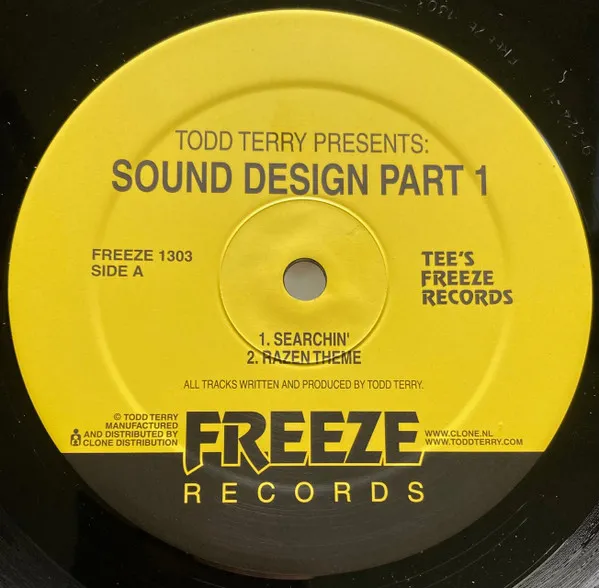 TODD TERRY PRESENTS:
SOUND DESIGN PART 1
FREEZE 1303
SIDE A
TEE'S
FREEZE
RECORDS
1. SEARCHIN'
2. RAZEN THEME
ALL TRACKS WRITTEN AND PRODUCED BY TODD TERRY.
© TODD TERRY
MANUFACTURED
AND DISTRIBUTED BY
CLONE DISTRIBUTION
FREEZE
RECORDS
WWW.CLONE.NL
WWW.TODDTERRY.COM